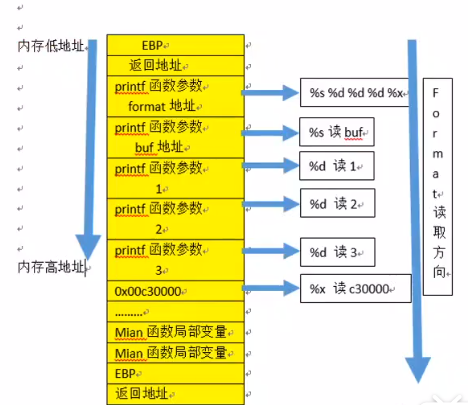 内存低地址
EBP
返回地址
printf 函数参数
format 地址
%s %d %d %d %x
printf 函数参数
buf 地址
%s 读 buf
printf 函数参数
1
%d 读 1
printf 函数参数
2
%d 读 2
printf 函数参数
3
%d 读 3
内存高地址
0x00c30000
%x 读 c30000
………
Mian 函数局部变量
Mian 函数局部变量
EBP
返回地址
Format 读取方向